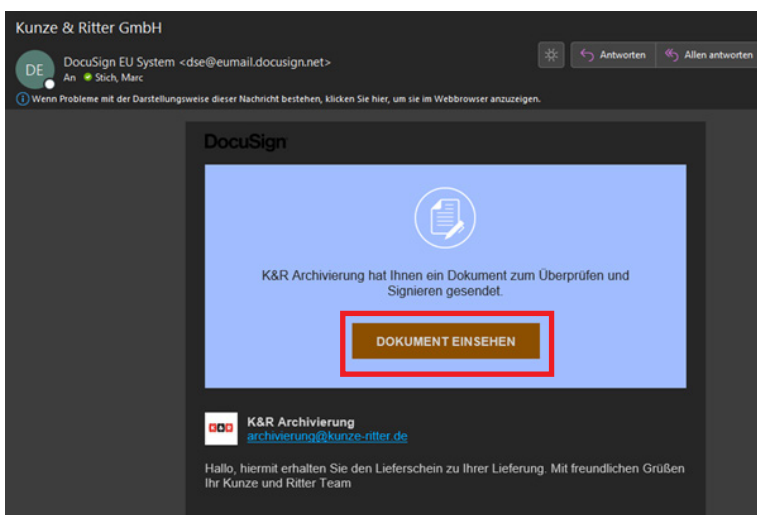 Kunze & Ritter GmbH
DE
DocuSign EU System <dse@eumail.docusign.net>
An Stich, Marc
Antworten
Allen antworten
Wenn Probleme mit der Darstellungsweise dieser Nachricht bestehen, klicken Sie hier, um sie im Webbrowser anzuzeigen.
DocuSign
K&R Archivierung hat Ihnen ein Dokument zum Überprüfen und
Signieren gesendet.
DOKUMENT EINSEHEN
K&R
K&R Archivierung
archivierung@kunze-ritter.de
Hallo, hiermit erhalten Sie den Lieferschein zu Ihrer Lieferung. Mit freundlichen Grüßen
Ihr Kunze und Ritter Team